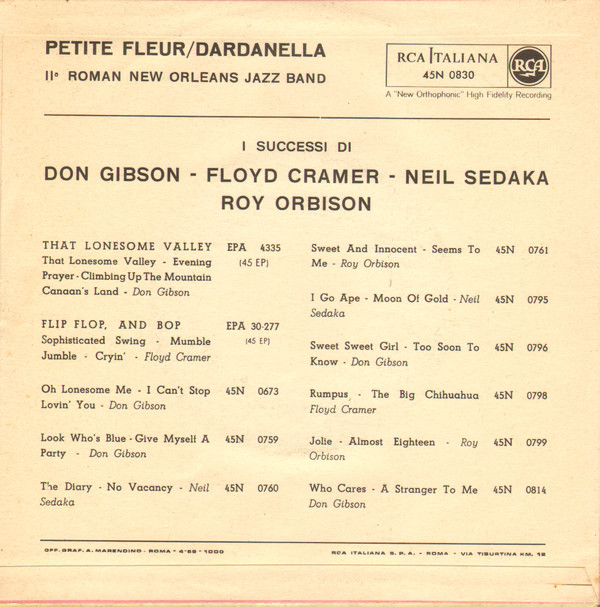 PETITE FLEUR/DARDANELLA
IIª ROMAN NEW ORLEANS JAZZ BAND
RCA ITALIANA
45N 0830
RCA
A "New Orthophonic" High Fidelity Recording
I SUCCESSI DI
DON GIBSON - FLOYD CRAMER - NEIL SEDAKA
ROY ORBISON
THAT LONESOME VALLEY EPA 4335
That Lonesome Valley - Evening (45 EP)
Prayer - Climbing Up The Mountain
Canaan's Land - Don Gibson
FLIP FLOP, AND BOP EPA 30-277
Sophisticated Swing - Mumble (45 EP)
Jumble - Cryin' - Floyd Cramer
Oh Lonesome Me - I Can't Stop 45N 0673
Lovin' You - Don Gibson
Look Who's Blue - Give Myself A 45N 0759
Party - Don Gibson
The Diary - No Vacancy - Neil 45N 0760
Sedaka
Sweet And Innocent - Seems To 45N 0761
Me - Roy Orbison
I Go Ape - Moon Of Gold - Neil 45N 0795
Sedaka
Sweet Sweet Girl - Too Soon To 45N 0796
Know - Don Gibson
Rumpus - The Big Chihuahua 45N 0798
Floyd Cramer
Jolie - Almost Eighteen - Roy 45N 0799
Orbison
Who Cares - A Stranger To Me 45N 0814
Don Gibson
OFF. GRAF. A. MARENDINO - ROMA - 4-59 - 1000
RCA ITALIANA S. P. A. - ROMA - VIA TIBURTINA KM. 12